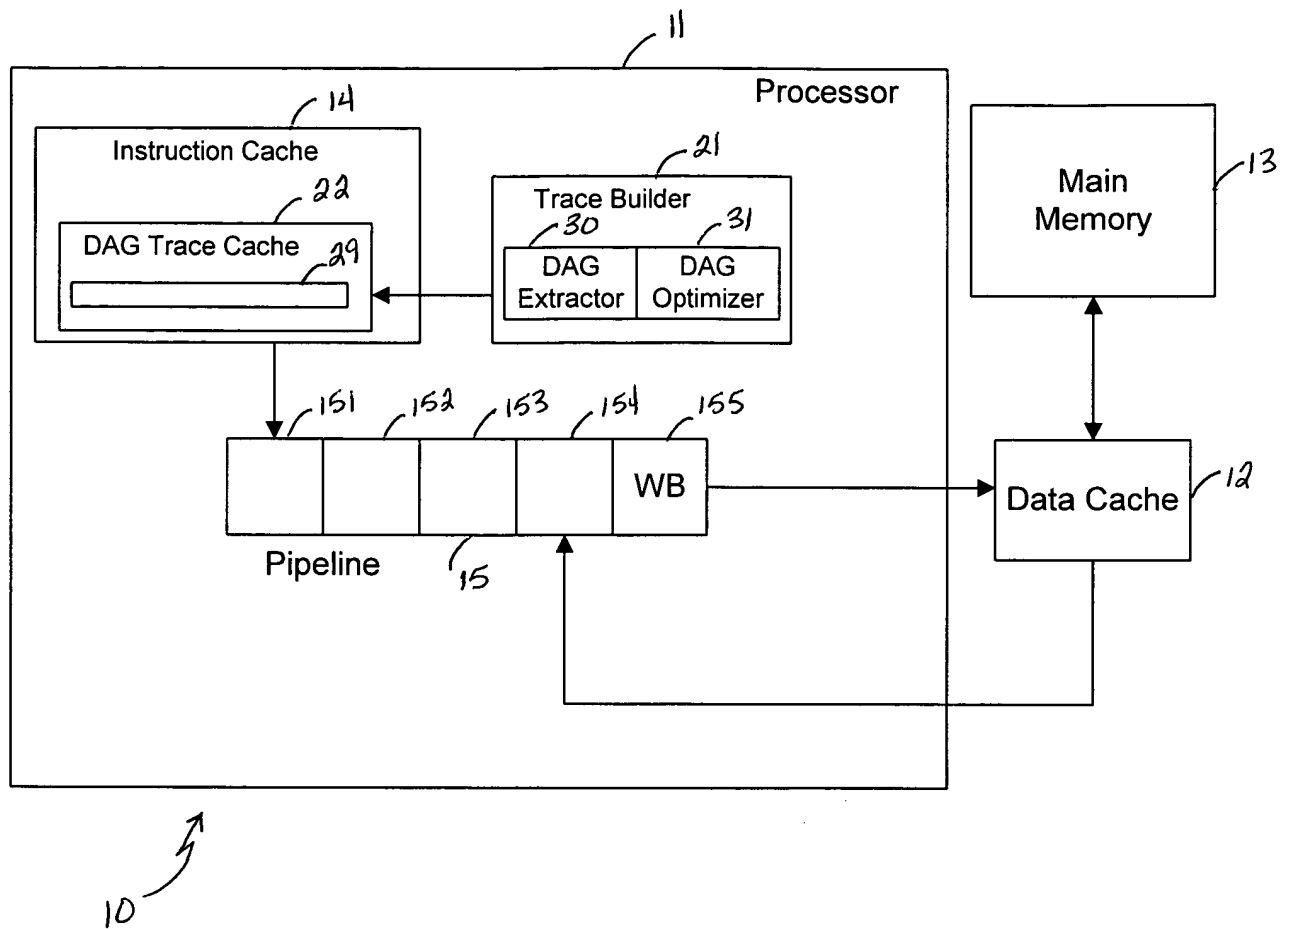 11
Processor
14
Instruction Cache
22
DAG Trace Cache
29
21
Trace Builder
30
31
DAG
Extractor
DAG
Optimizer
Main
Memory
13
151
152
153
154
155
WB
Pipeline
15
Data Cache
12
10